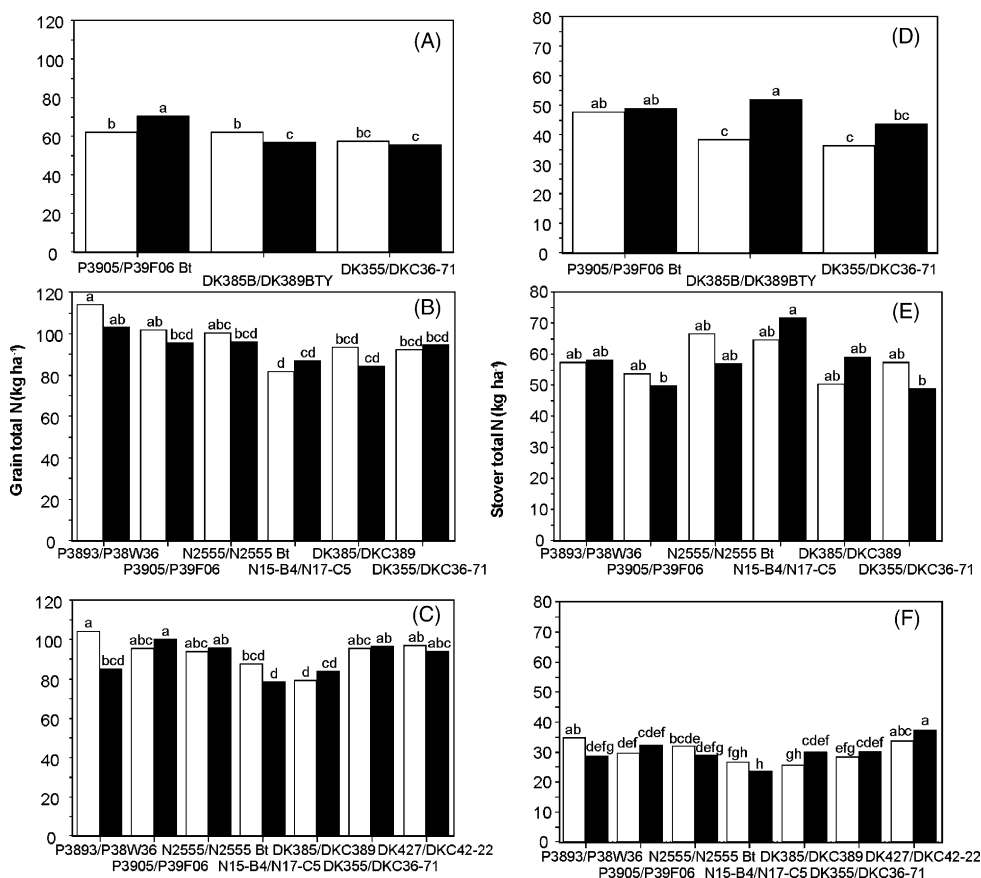 (A)
120
100
80
60
40
20
0
b
a
b
c
bc
c
P3905/P39F06 Bt
DK385B/DK389BTY
DK355/DKC36-71
(D)
80
70
60
50
40
30
20
10
0
ab
ab
c
a
c
bc
P3905/P39F06 Bt
DK385B/DK389BTY
DK355/DKC36-71
Grain total N (kg ha⁻¹)
(B)
120
100
80
60
40
20
0
a
ab
ab
bcd
abc
bcd
d
cd
bcd
cd
bcd
bcd
P3893/P38W36
P3905/P39F06
N2555/N2555 Bt
N15-B4/N17-C5
DK385/DKC389
DK355/DKC36-71
Stover total N (kg ha⁻¹)
(E)
80
70
60
50
40
30
20
10
0
ab
ab
ab
b
ab
ab
ab
a
ab
ab
ab
b
P3893/P38W36
P3905/P39F06
N2555/N2555 Bt
N15-B4/N17-C5
DK385/DKC389
DK355/DKC36-71
(C)
120
100
80
60
40
20
0
a
bcd
abc
a
abc
ab
bcd
d
d
cd
abc
ab
ab
abc
P3893/P38W36
P3905/P39F06
N2555/N2555 Bt
N15-B4/N17-C5
DK385/DKC389
DK355/DKC36-71
DK427/DKC42-22
(F)
80
70
60
50
40
30
20
10
0
ab
defg
def
cdef
bcde
defg
fgh
h
gh
cdef
efg
cdef
abc
a
P3893/P38W36
P3905/P39F06
N2555/N2555 Bt
N15-B4/N17-C5
DK385/DKC389
DK355/DKC36-71
DK427/DKC42-22